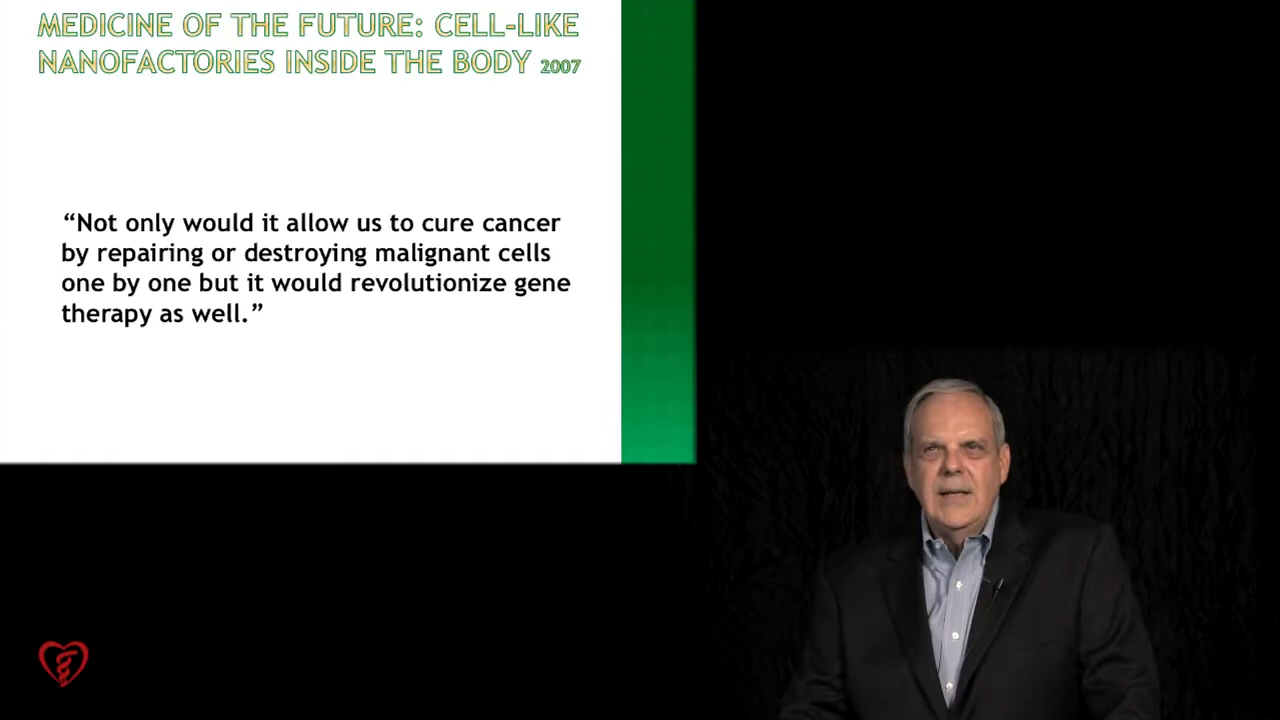 MEDICINE OF THE FUTURE: CELL-LIKE
NANOFACTORIES INSIDE THE BODY 2007
“Not only would it allow us to cure cancer
by repairing or destroying malignant cells
one by one but it would revolutionize gene
therapy as well.”